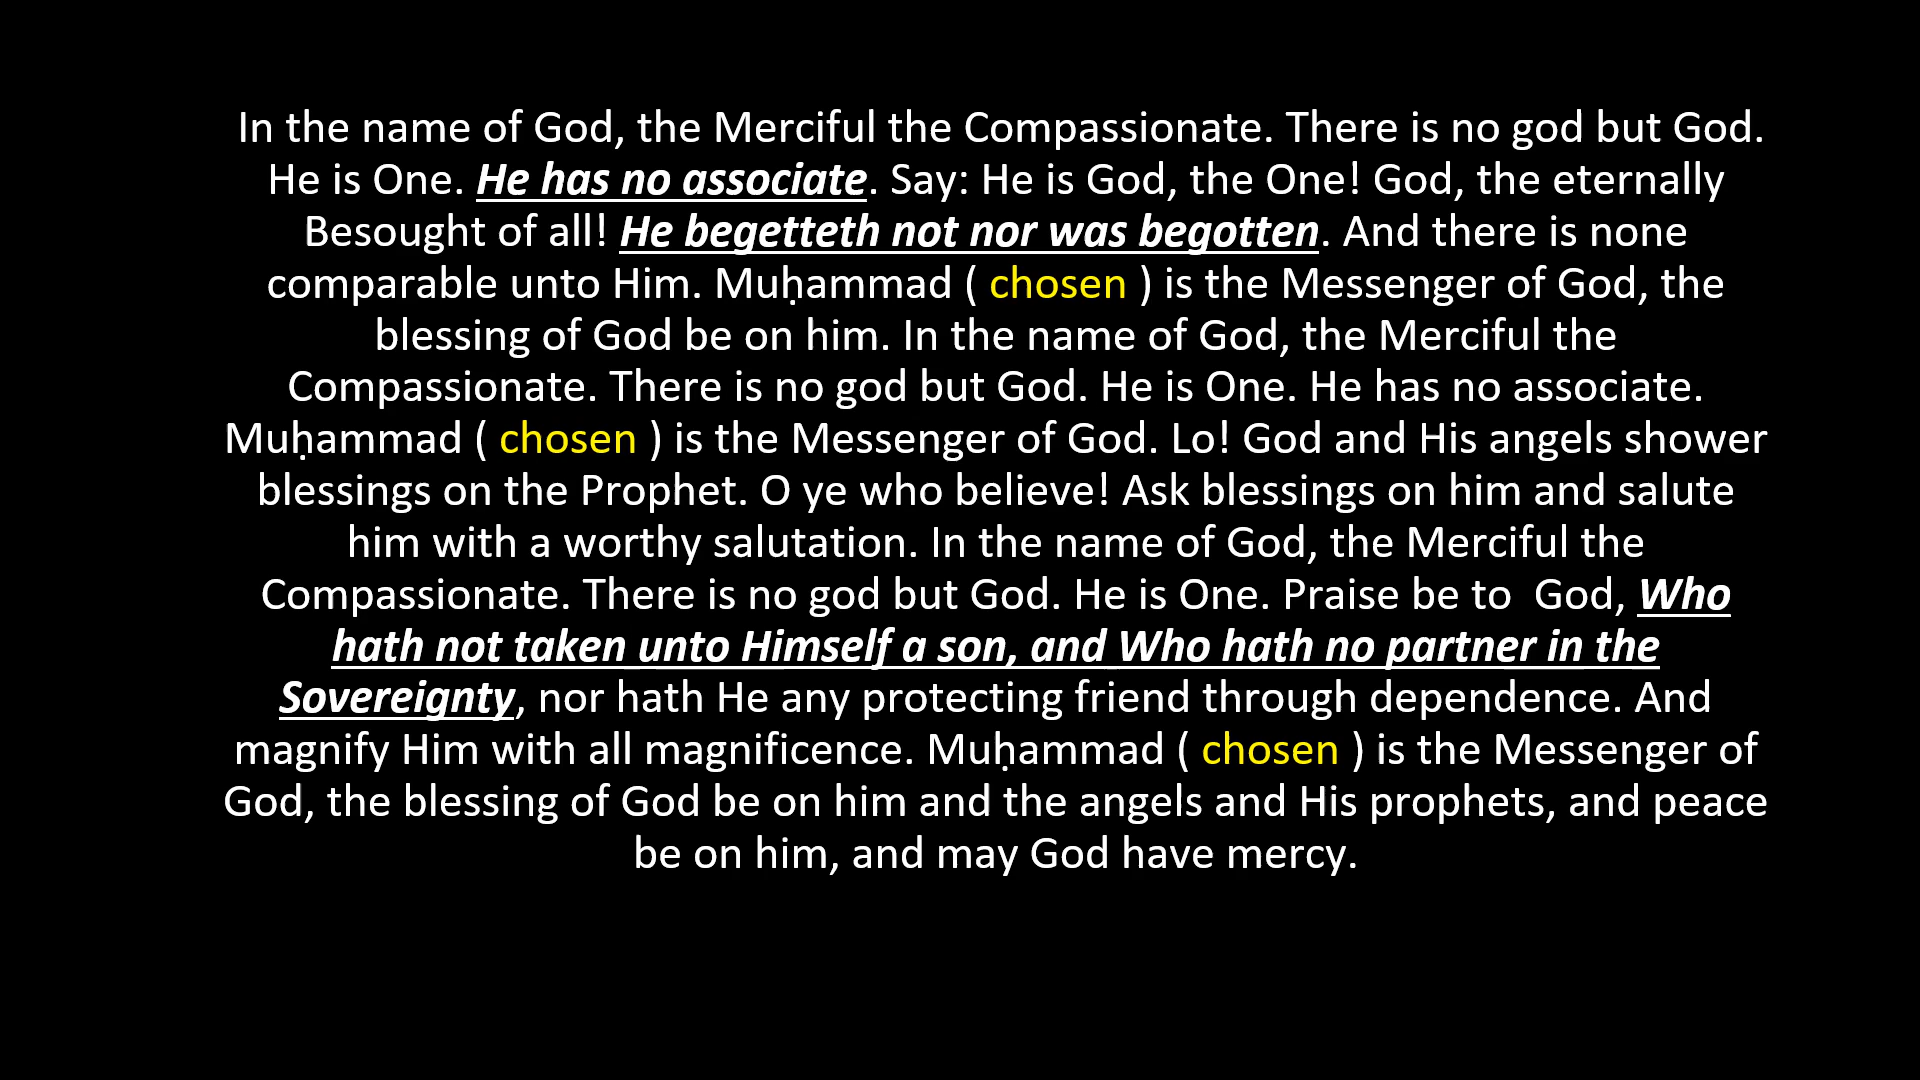 In the name of God, the Merciful the Compassionate. There is no god but God.
He is One. He has no associate. Say: He is God, the One! God, the eternally
Besought of all! He begetteth not nor was begotten. And there is none
comparable unto Him. Muḥammad ( chosen ) is the Messenger of God, the
blessing of God be on him. In the name of God, the Merciful the
Compassionate. There is no god but God. He is One. He has no associate.
Muḥammad ( chosen ) is the Messenger of God. Lo! God and His angels shower
blessings on the Prophet. O ye who believe! Ask blessings on him and salute
him with a worthy salutation. In the name of God, the Merciful the
Compassionate. There is no god but God. He is One. Praise be to  God, Who
hath not taken unto Himself a son, and Who hath no partner in the
Sovereignty, nor hath He any protecting friend through dependence. And
magnify Him with all magnificence. Muḥammad ( chosen ) is the Messenger of
God, the blessing of God be on him and the angels and His prophets, and peace
be on him, and may God have mercy.